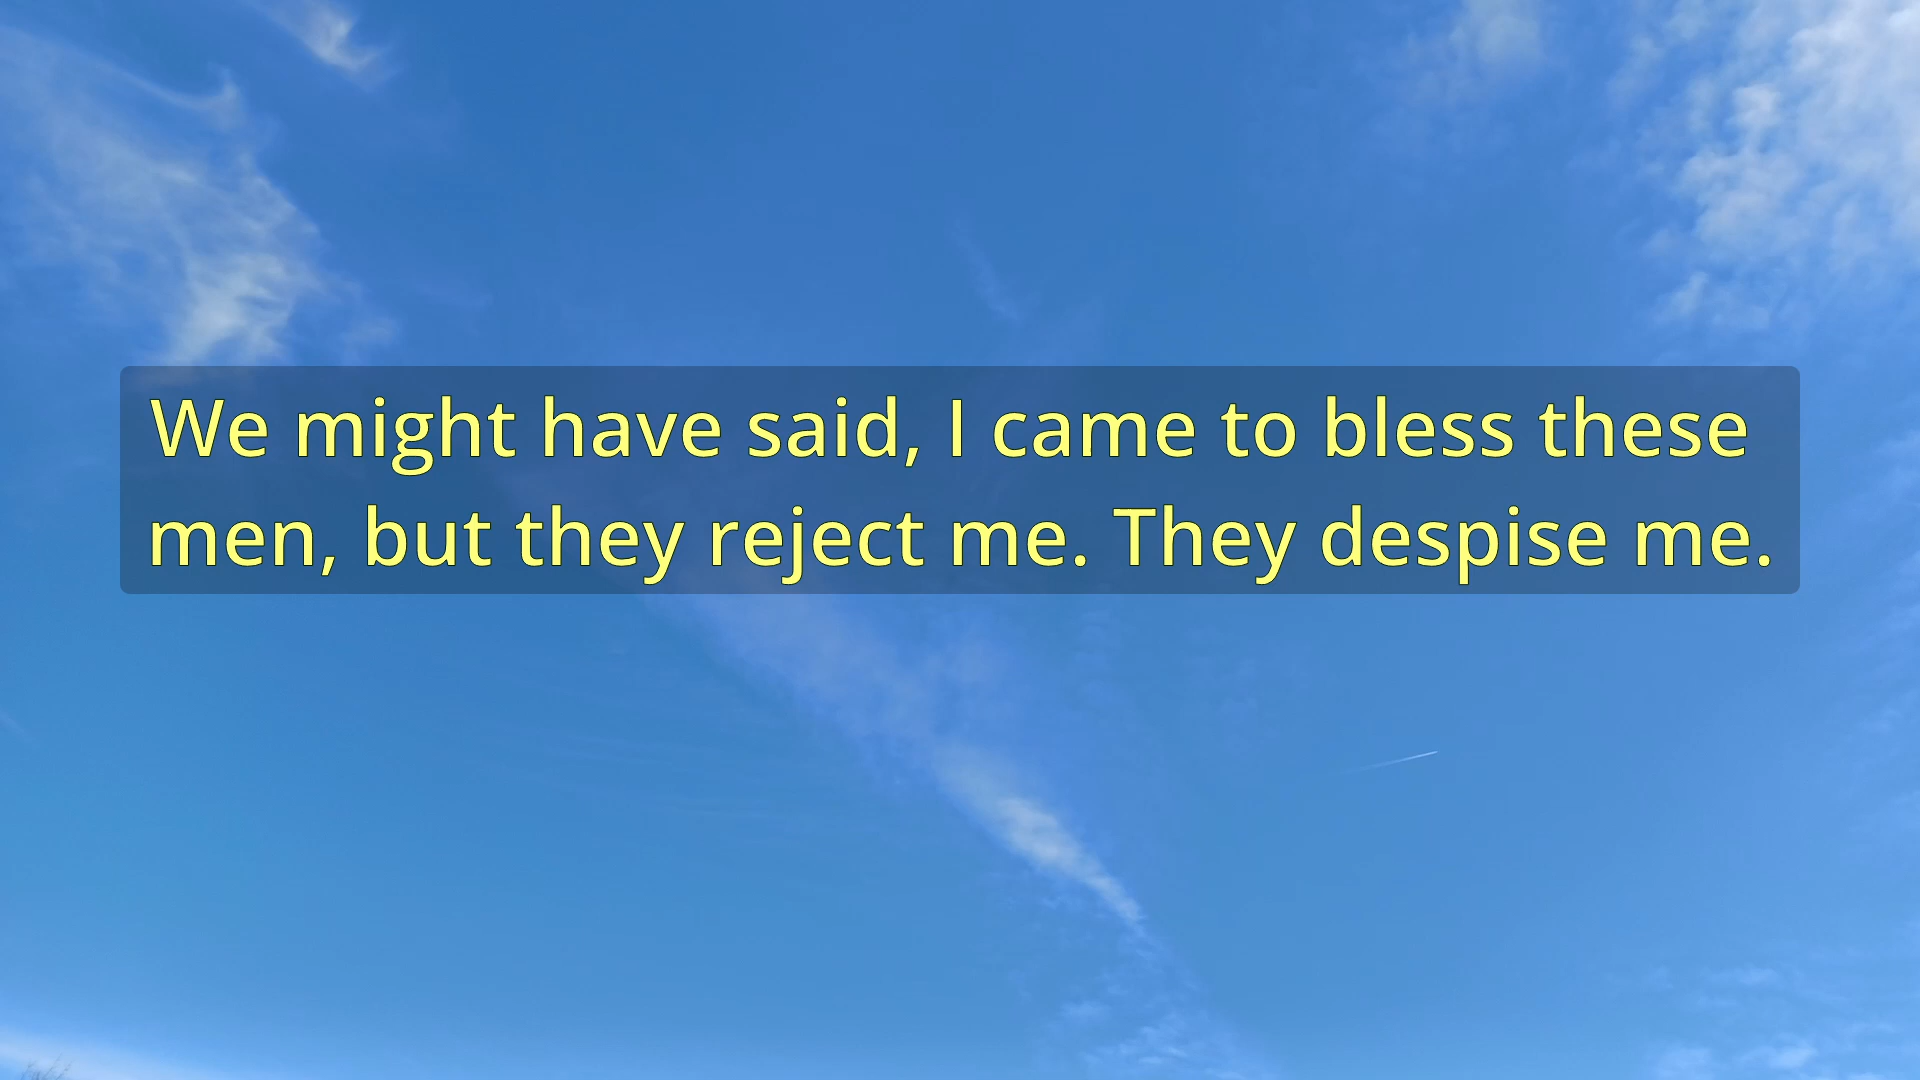 We might have said, I came to bless these
men, but they reject me. They despise me.